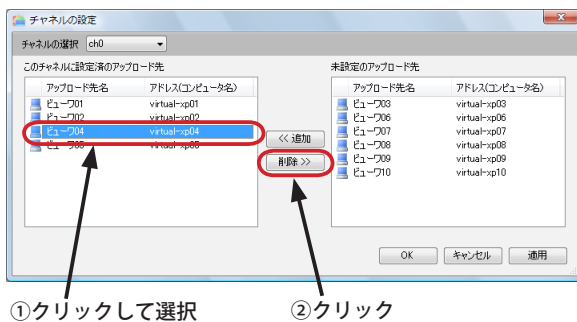 チャネルの設定
チャネルの選択 ch0
このチャネルに設定済のアップロード先
アップロード先名 アドレス(コンピュータ名)
ビューワ01 virtual-xp01
ビューワ02 virtual-xp02
ビューワ04 virtual-xp04
ビューワ05 virtual-xp05
<< 追加
削除 >>
未設定のアップロード先
アップロード先名 アドレス(コンピュータ名)
ビューワ03 virtual-xp03
ビューワ06 virtual-xp06
ビューワ07 virtual-xp07
ビューワ08 virtual-xp08
ビューワ09 virtual-xp09
ビューワ10 virtual-xp10
OK キャンセル 適用
①クリックして選択 ②クリック